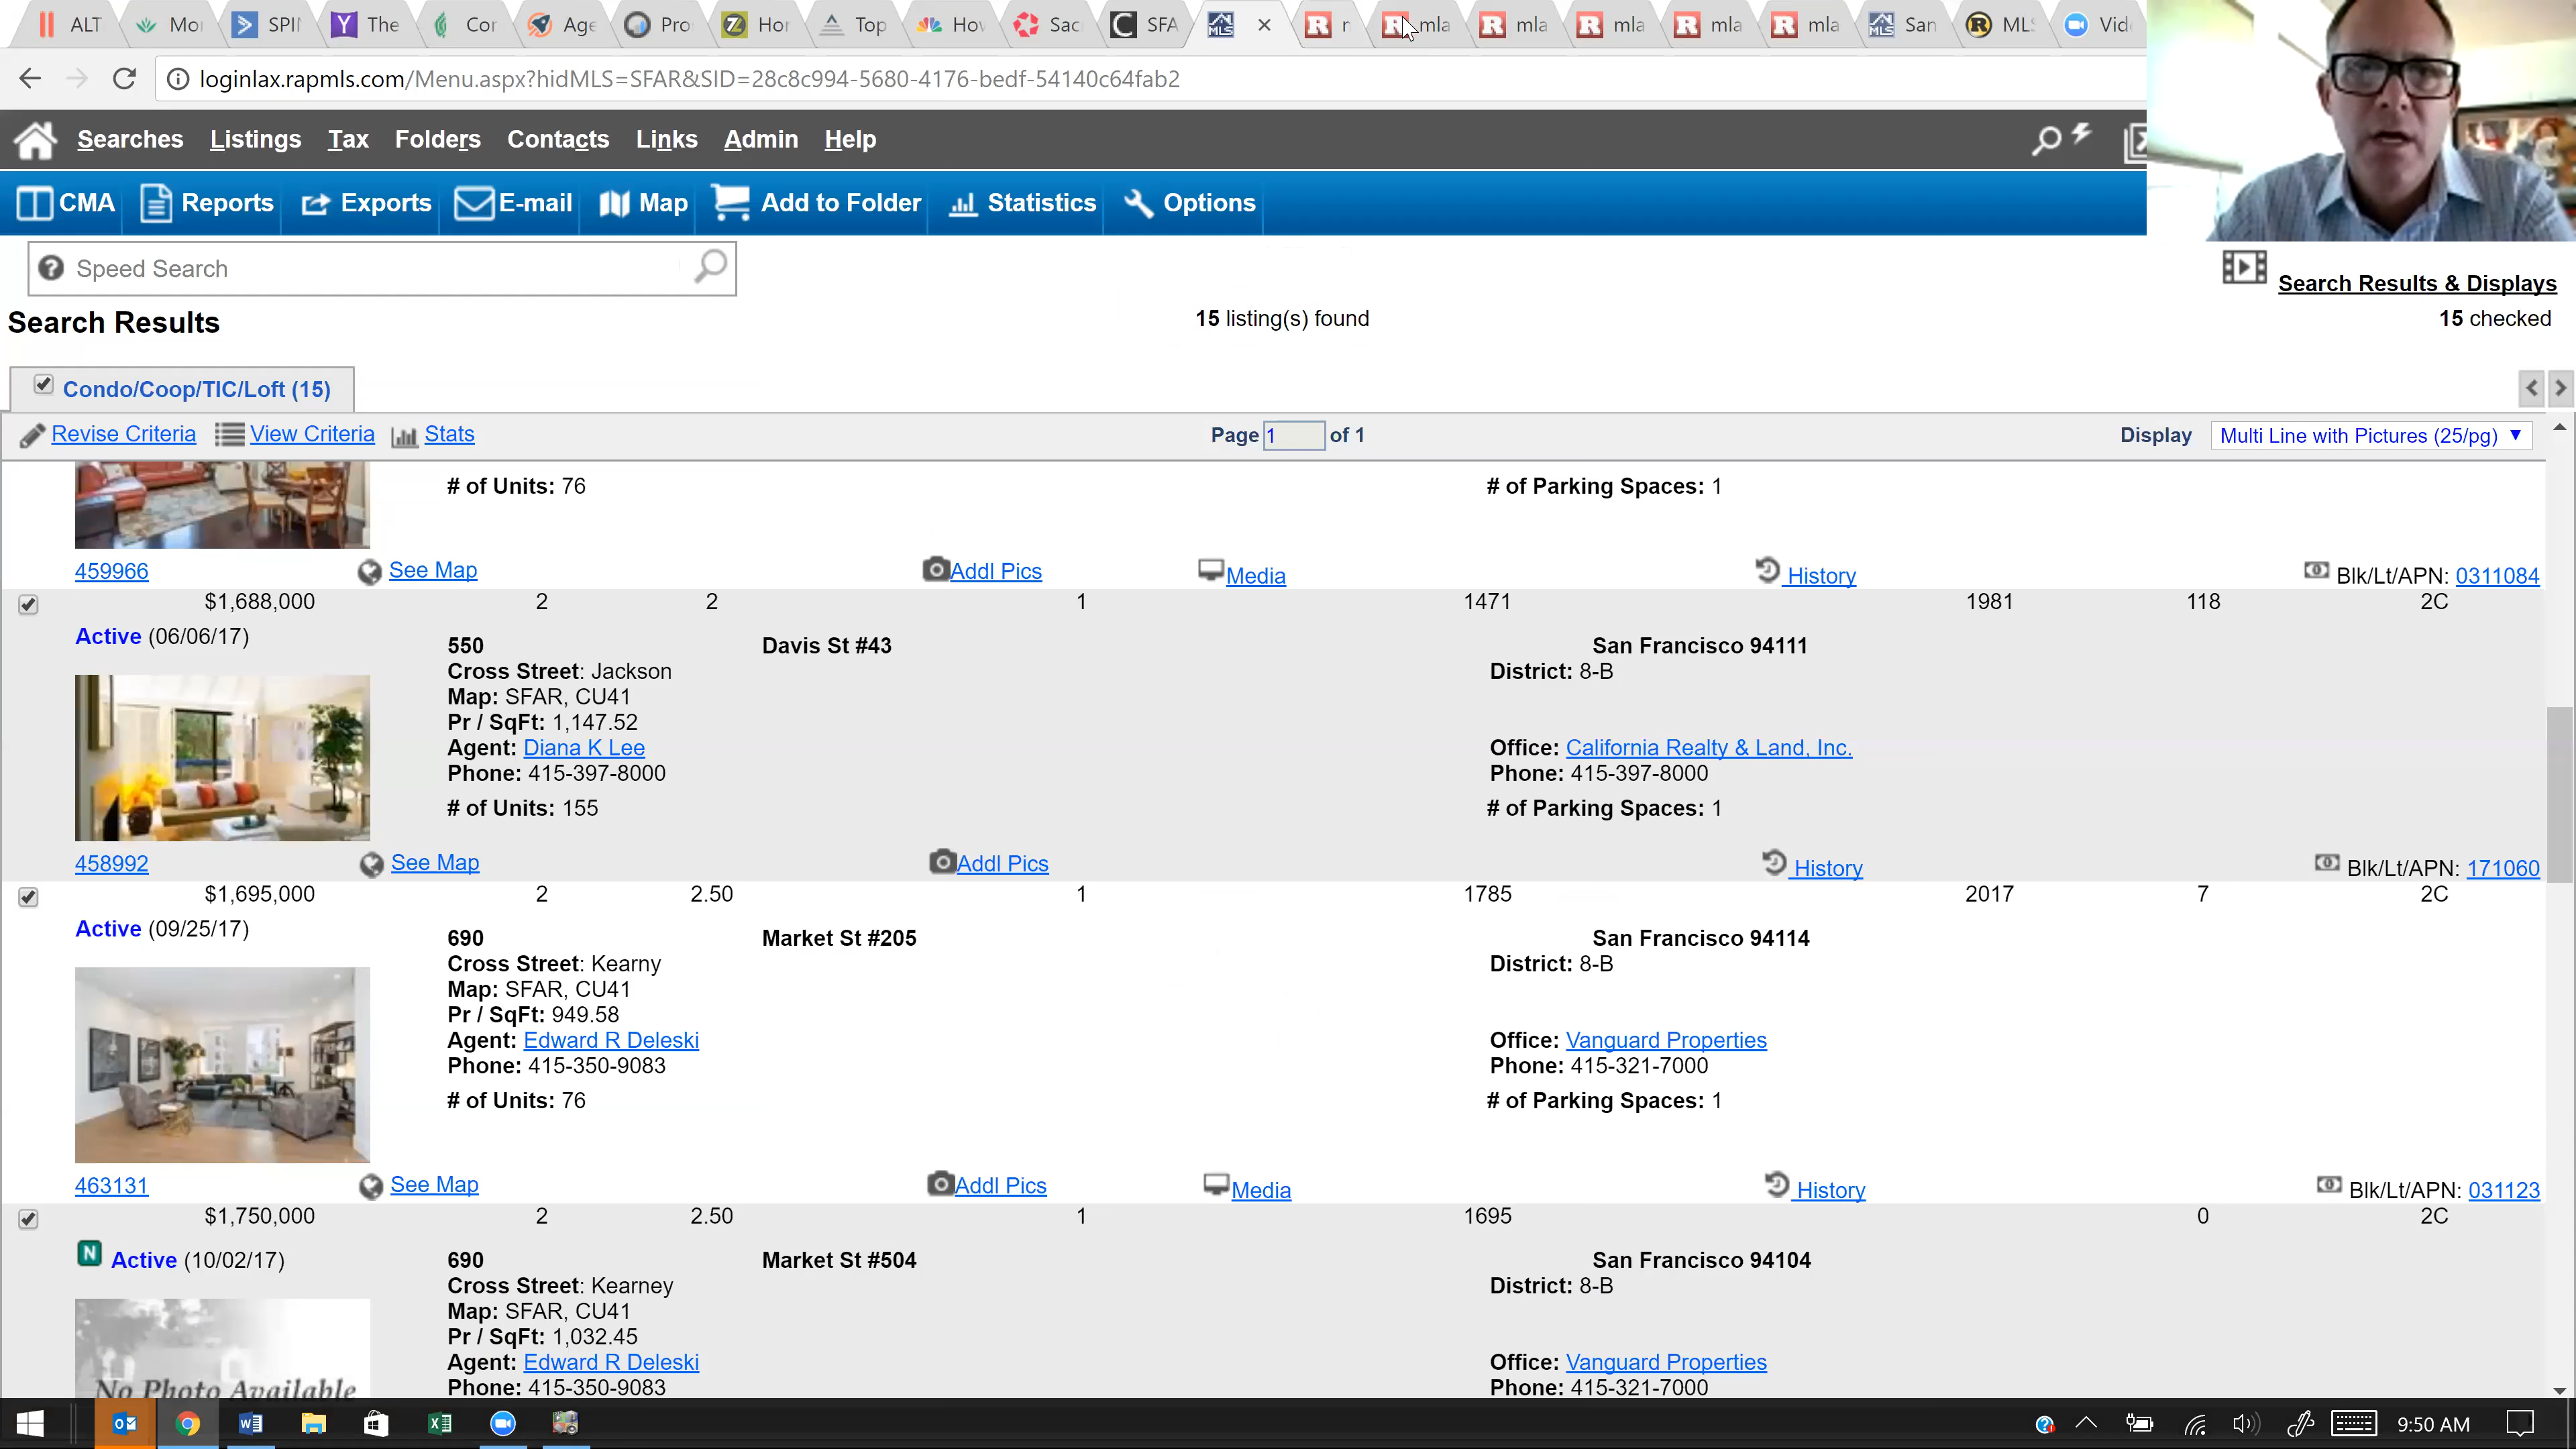 ALT Mo SPIN The Cor Age Pro Hor Top Hov Sac SFA MLS mla mla mla mla mla San MLS Vid
loginlax.rapmls.com/Menu.aspx?hidMLS=SFAR&SID=28c8c994-5680-4176-bedf-54140c64fab2
Searches Listings Tax Folders Contacts Links Admin Help
CMA Reports Exports E-mail Map Add to Folder Statistics Options
Speed Search
Search Results & Displays
Search Results 15 listing(s) found 15 checked
Condo/Coop/TIC/Loft (15)
Revise Criteria View Criteria Stats Page 1 of 1 Display Multi Line with Pictures (25/pg)
# of Units: 76 # of Parking Spaces: 1
459966 See Map Addl Pics Media History Blk/Lt/APN: 0311084
$1,688,000 2 2 1 1471 1981 118 2C
Active (06/06/17) 550 Davis St #43 San Francisco 94111
Cross Street: Jackson District: 8-B
Map: SFAR, CU41
Pr / SqFt: 1,147.52
Agent: Diana K Lee Office: California Realty & Land, Inc.
Phone: 415-397-8000 Phone: 415-397-8000
# of Units: 155 # of Parking Spaces: 1
458992 See Map Addl Pics History Blk/Lt/APN: 171060
$1,695,000 2 2.50 1 1785 2017 7 2C
Active (09/25/17) 690 Market St #205 San Francisco 94114
Cross Street: Kearny District: 8-B
Map: SFAR, CU41
Pr / SqFt: 949.58
Agent: Edward R Deleski Office: Vanguard Properties
Phone: 415-350-9083 Phone: 415-321-7000
# of Units: 76 # of Parking Spaces: 1
463131 See Map Addl Pics Media History Blk/Lt/APN: 031123
$1,750,000 2 2.50 1 1695 0 2C
N Active (10/02/17) 690 Market St #504 San Francisco 94104
Cross Street: Kearney District: 8-B
Map: SFAR, CU41
Pr / SqFt: 1,032.45
Agent: Edward R Deleski Office: Vanguard Properties
No Photo Available Phone: 415-350-9083 Phone: 415-321-7000
9:50 AM